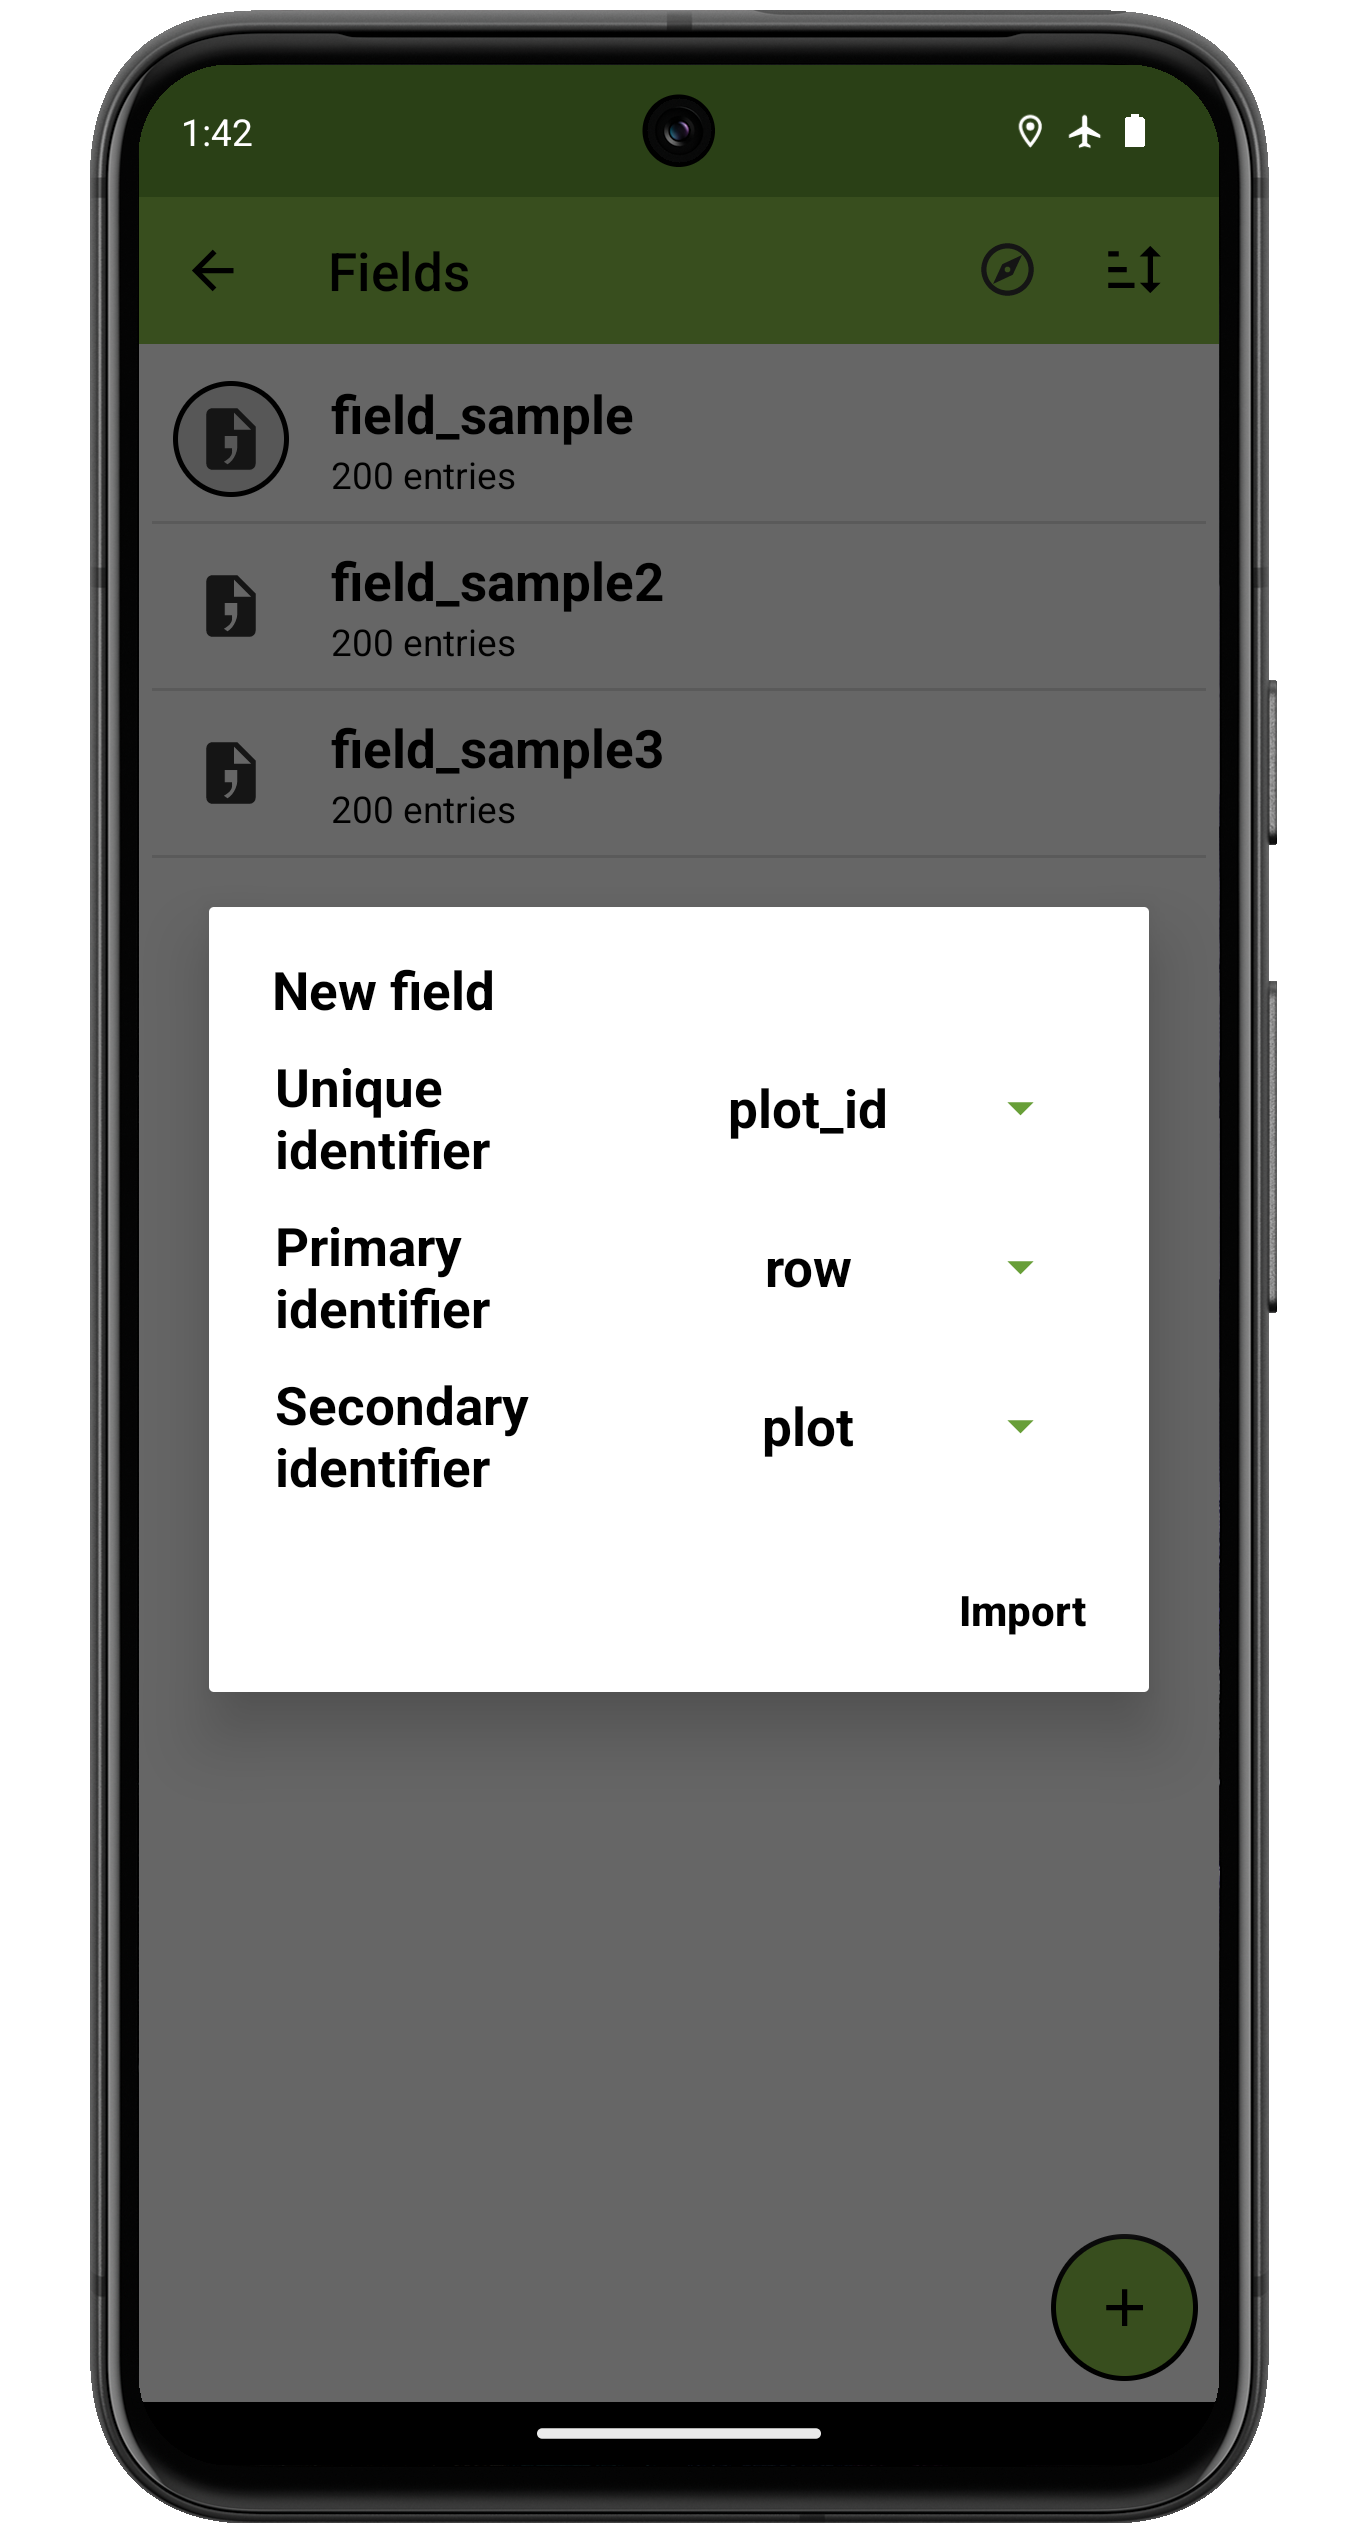 1:42
Fields
field_sample
200 entries
field_sample2
200 entries
field_sample3
200 entries
New field
Unique
identifier
plot_id
Primary
identifier
row
Secondary
identifier
plot
Import